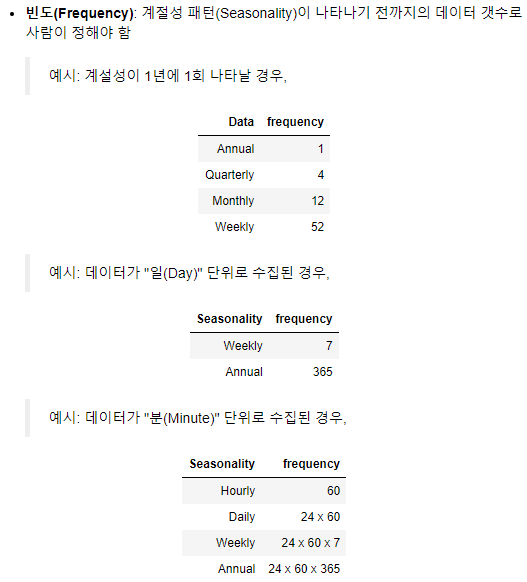 • 빈도(Frequency): 계절성 패턴(Seasonality)이 나타나기 전까지의 데이터 갯수로
사람이 정해야 함
예시: 계설성이 1년에 1회 나타날 경우,
Data frequency
Annual 1
Quarterly 4
Monthly 12
Weekly 52
예시: 데이터가 "일(Day)" 단위로 수집된 경우,
Seasonality frequency
Weekly 7
Annual 365
예시: 데이터가 "분(Minute)" 단위로 수집된 경우,
Seasonality frequency
Hourly 60
Daily 24 x 60
Weekly 24 x 60 x 7
Annual 24 x 60 x 365